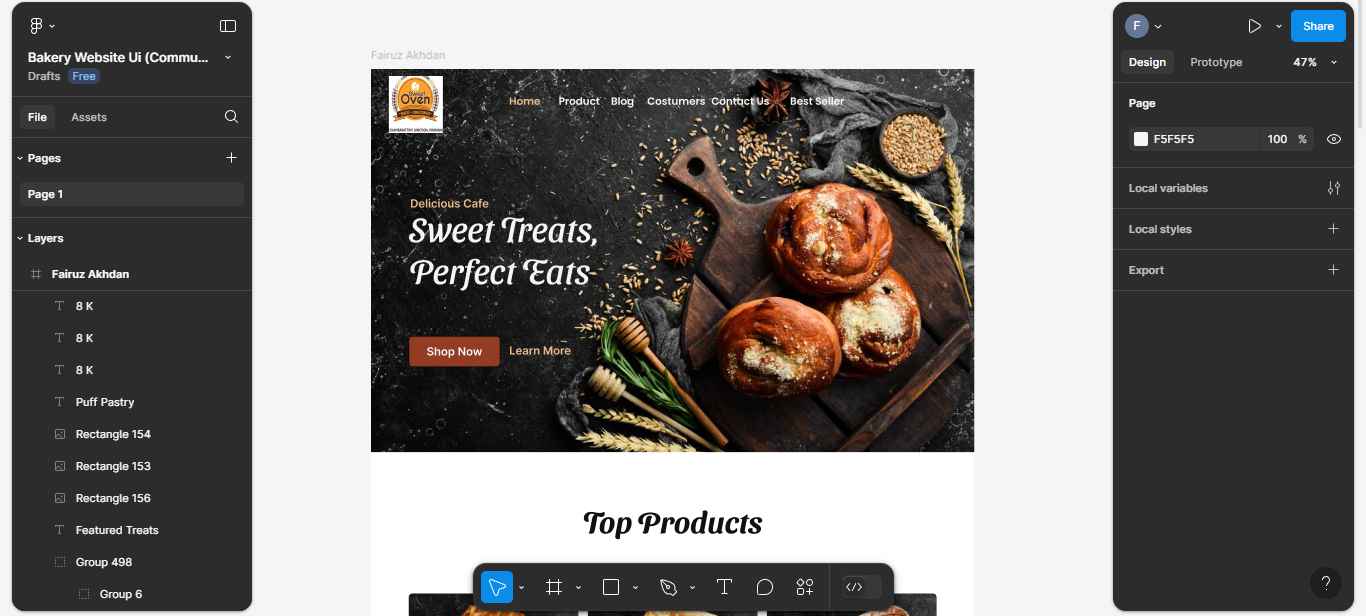 Bakery Website Ui (Commu...
Drafts Free
File Assets
Pages
Page 1
Layers
Fairuz Akhdan
8 K
8 K
8 K
Puff Pastry
Rectangle 154
Rectangle 153
Rectangle 156
Featured Treats
Group 498
Group 6
Fairuz Akhdan
Oven
Home Product Blog Costumers Contact Us Best Seller
Delicious Cafe
Sweet Treats,
Perfect Eats
Shop Now Learn More
Top Products
F
Share
Design Prototype 47%
Page
F5F5F5 100 %
Local variables
Local styles
Export
?